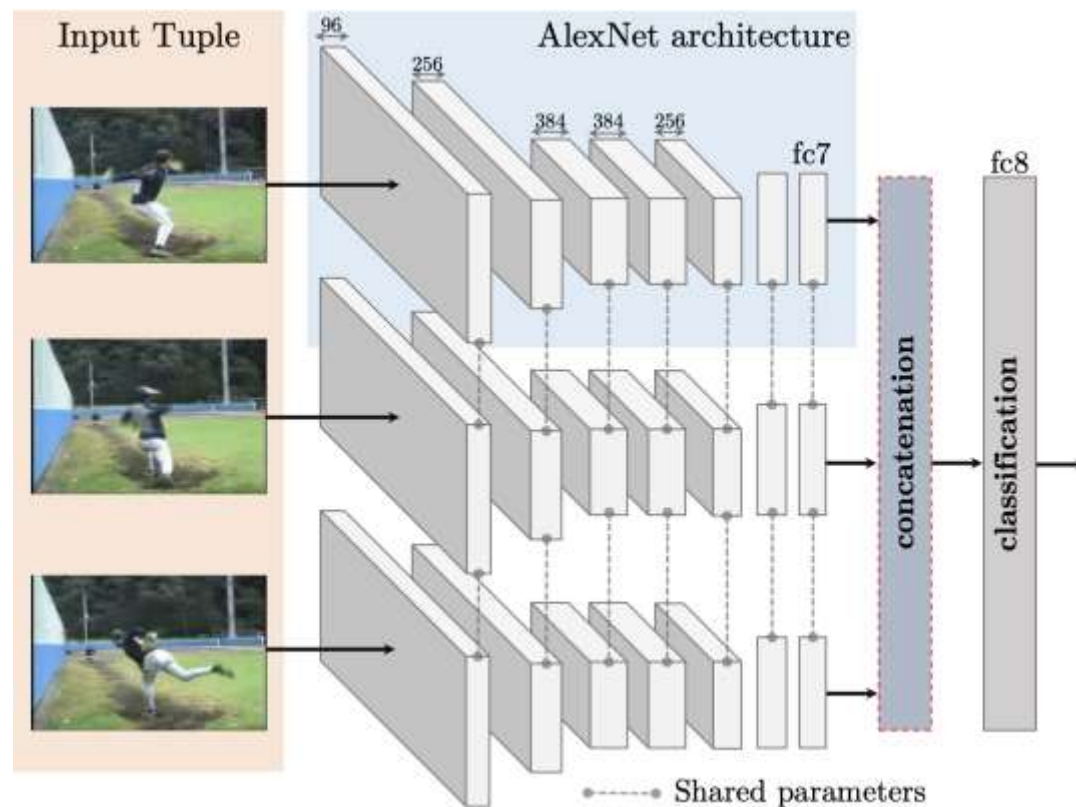 Input Tuple
AlexNet architecture
96
256
384
384
256
fc7
fc8
concatenation
classification
Shared parameters